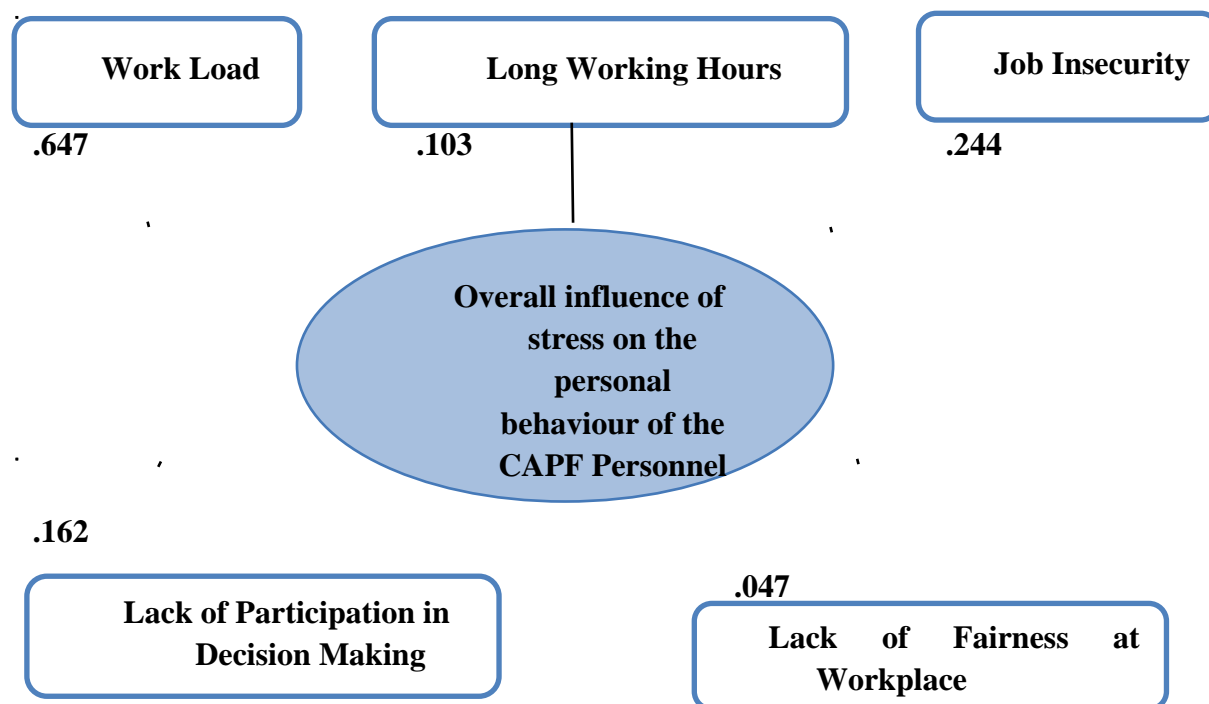 Work Load
Long Working Hours
Job Insecurity
.647
.103
.244
Overall influence of
stress on the
personal
behaviour of the
CAPF Personnel
.162
Lack of Participation in
Decision Making
.047
Lack of Fairness at
Workplace